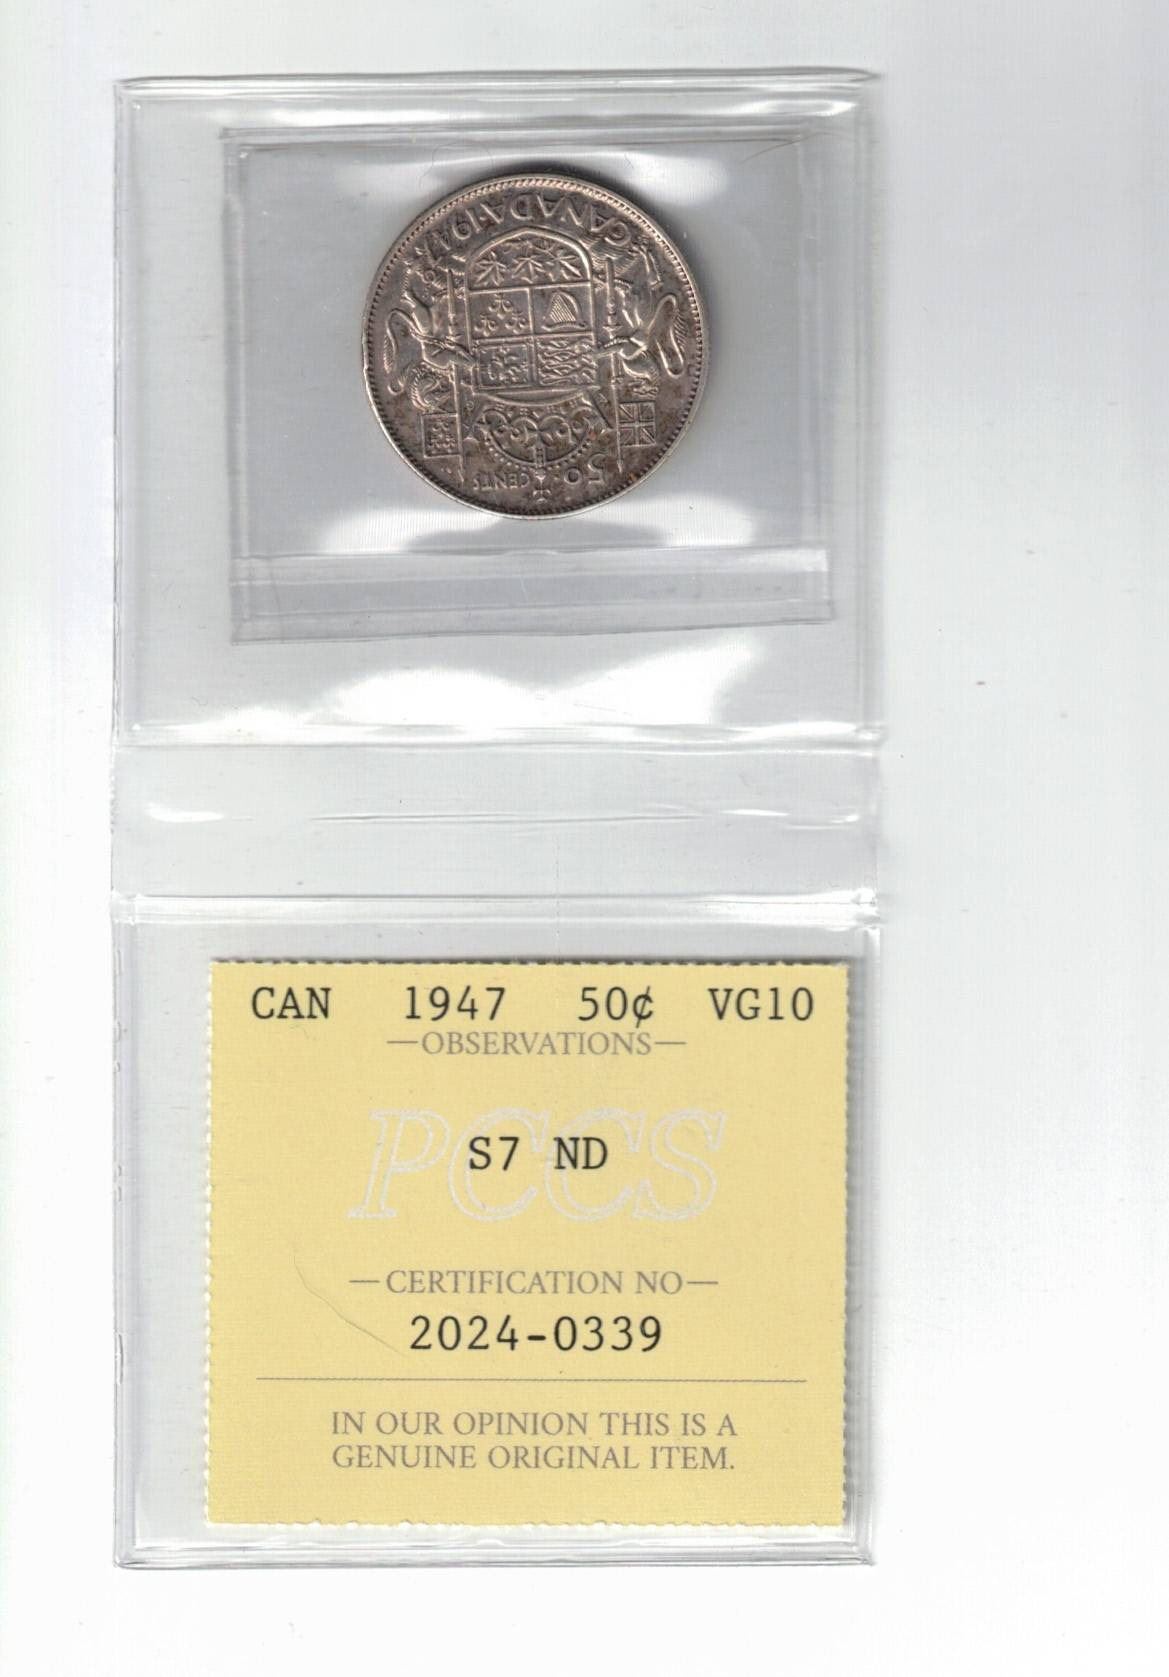 50 CENTS
CANADA·1947
CAN 1947 50¢ VG10
—OBSERVATIONS—
PCCS
S7 ND
—CERTIFICATION NO—
2024-0339
IN OUR OPINION THIS IS A
GENUINE ORIGINAL ITEM.